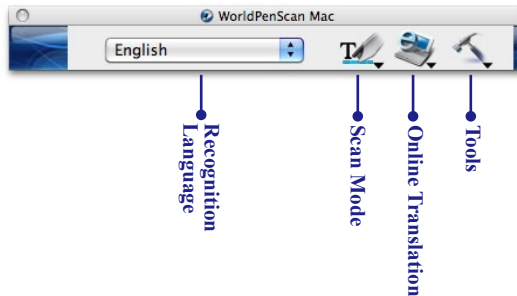 WorldPenScan Mac
English
T
Recognition
Language
Scan Mode
Online Translation
Tools